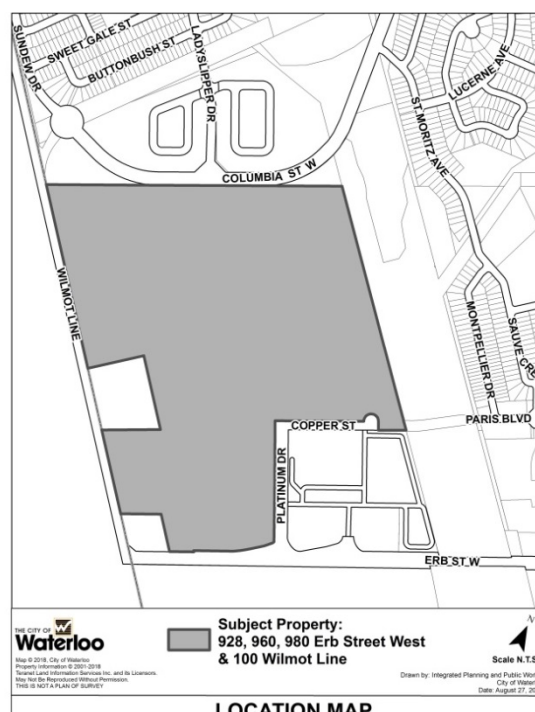 SUNDEW DR
SWEET GALE ST
BUTTONBUSH ST
LADYSLIPPER DR
LUCERNE AVE
ST MORITZ AVE
COLUMBIA ST W
WILMOT LINE
MONTPELLIER DR
SAUVE CRE
PARIS BLVD
COPPER ST
PLATINUM DR
ERB ST W
THE CITY OF
Waterloo
Map © 2018, City of Waterloo
Property Information © 2001-2018
Teranet Land Information Services Inc. and its Licensors.
May Not Be Reproduced Without Permission.
THIS IS NOT A PLAN OF SURVEY
Subject Property:
928, 960, 980 Erb Street West
& 100 Wilmot Line
N
Scale N.T.S
Drawn by: Integrated Planning and Public Wor
City of Water
Date: August 27, 20
LOCATION MAP